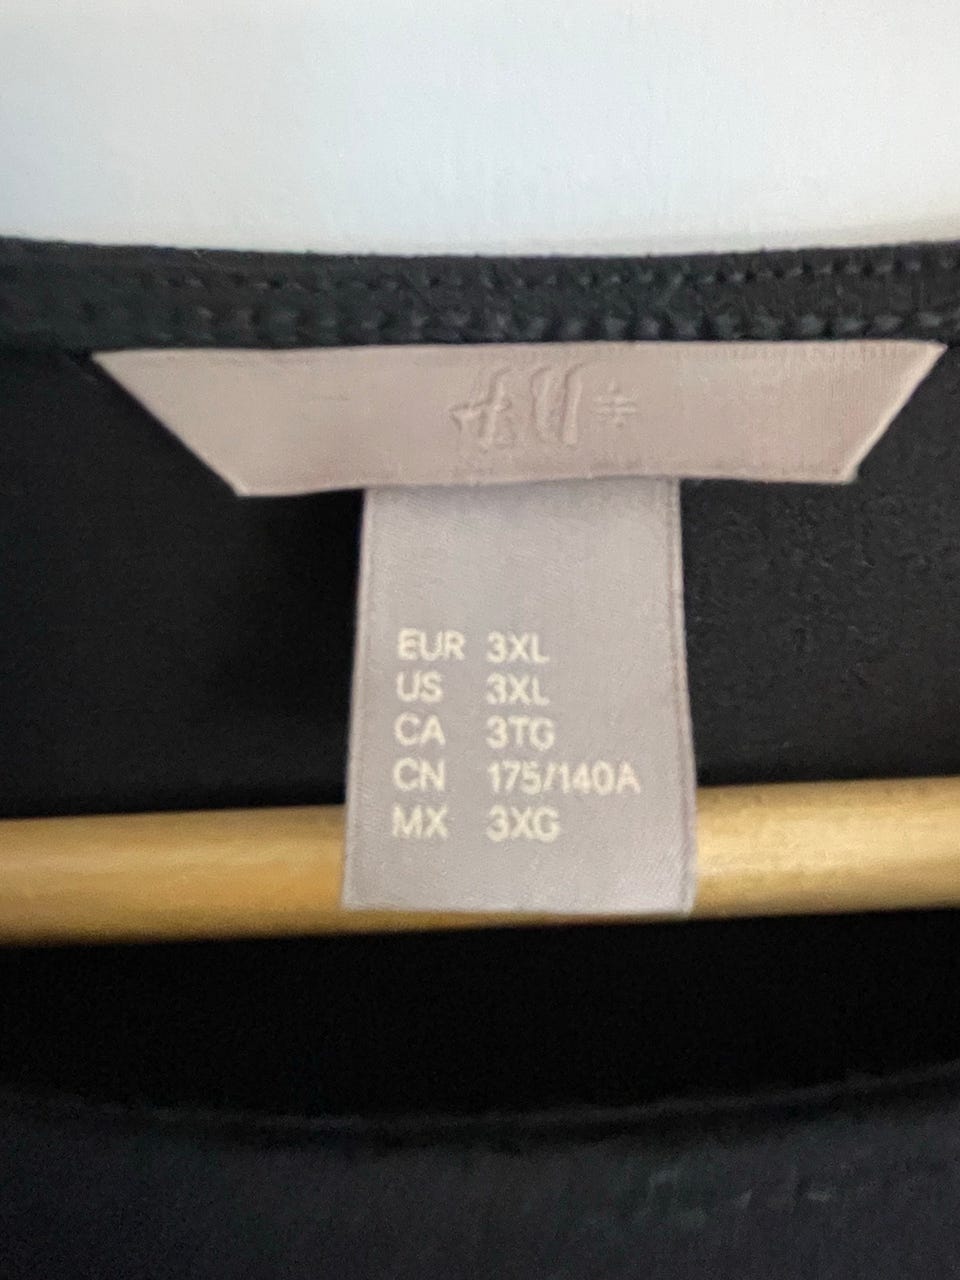 EUR 3XL
US 3XL
CA 3TG
CN 175/140A
MX 3XG